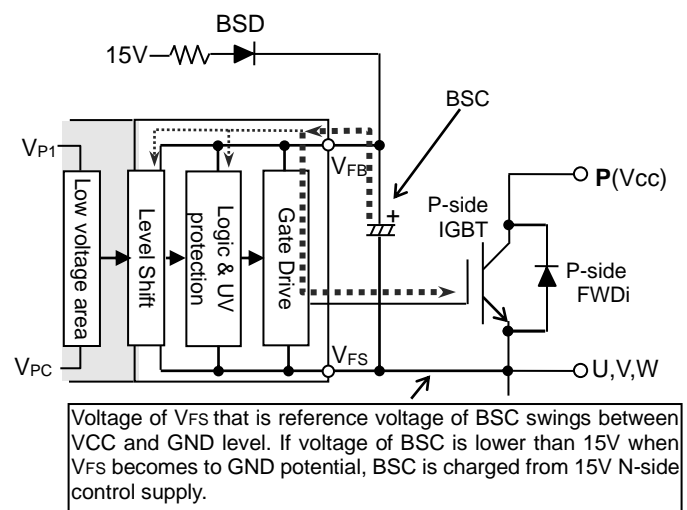 BSD
15V
BSC
VP1
VFB
P(Vcc)
Low voltage area
Level Shift
Logic & UV
protection
Gate Drive
+
P-side
IGBT
P-side
FWDi
VPC
VFS
U,V,W
Voltage of VFS that is reference voltage of BSC swings between
VCC and GND level. If voltage of BSC is lower than 15V when
VFS becomes to GND potential, BSC is charged from 15V N-side
control supply.